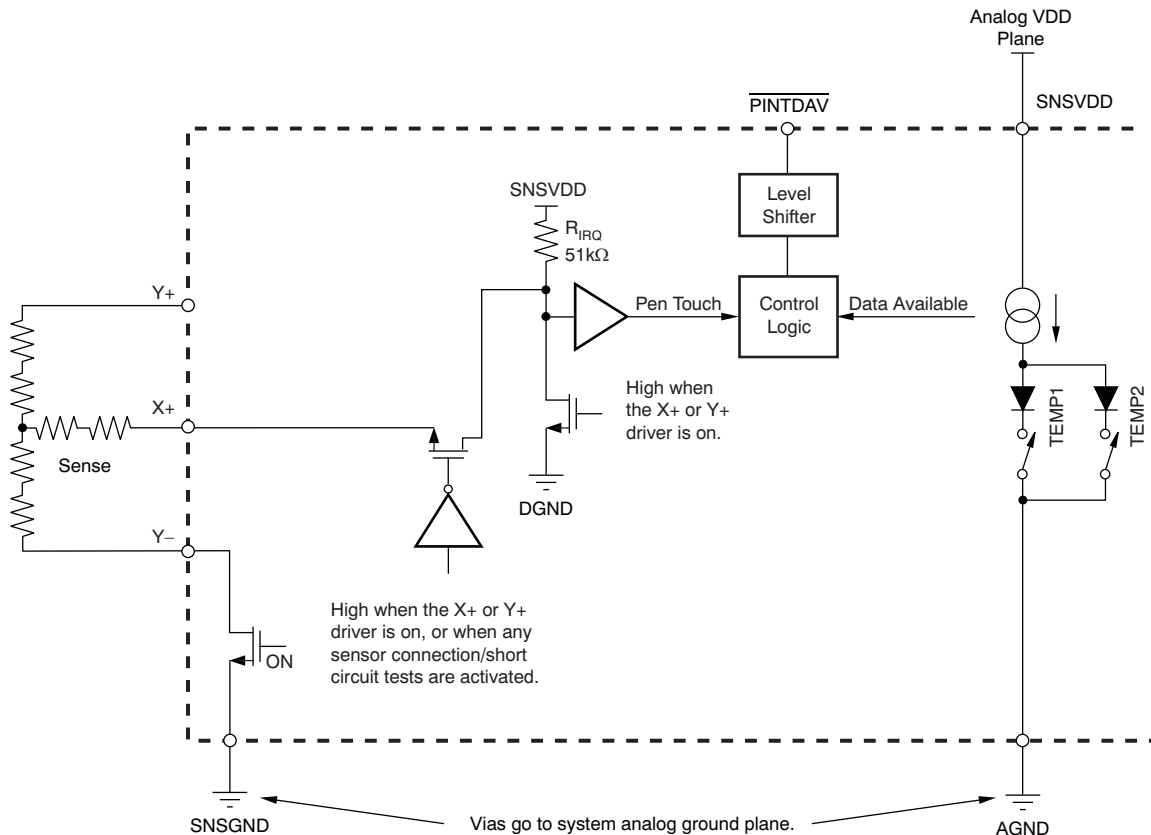 Analog VDD
Plane
PINTDAV
SNSVDD
SNSVDD
Level
Shifter
RIRQ
51kΩ
Y+
Pen Touch
Control
Logic
Data Available
High when
the X+ or Y+
driver is on.
TEMP1
TEMP2
X+
Sense
DGND
Y–
High when the X+ or Y+
driver is on, or when any
sensor connection/short
circuit tests are activated.
ON
SNSGND
Vias go to system analog ground plane.
AGND